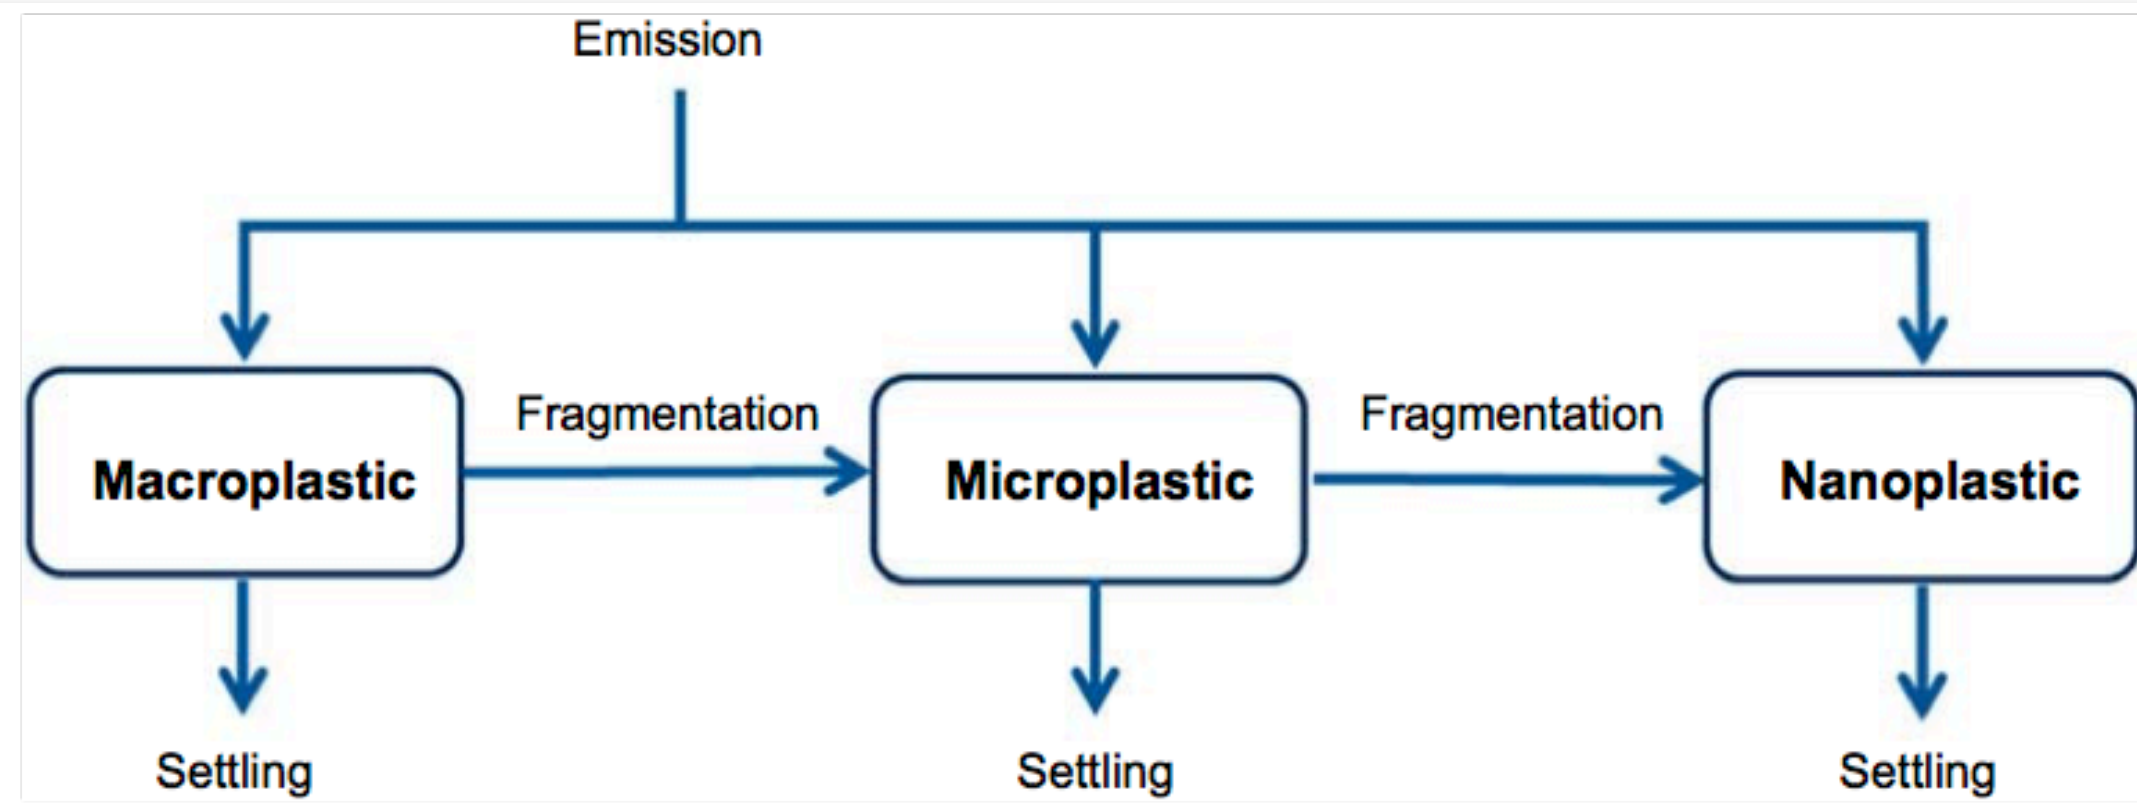 Emission
Fragmentation
Fragmentation
Macroplastic
Microplastic
Nanoplastic
Settling
Settling
Settling